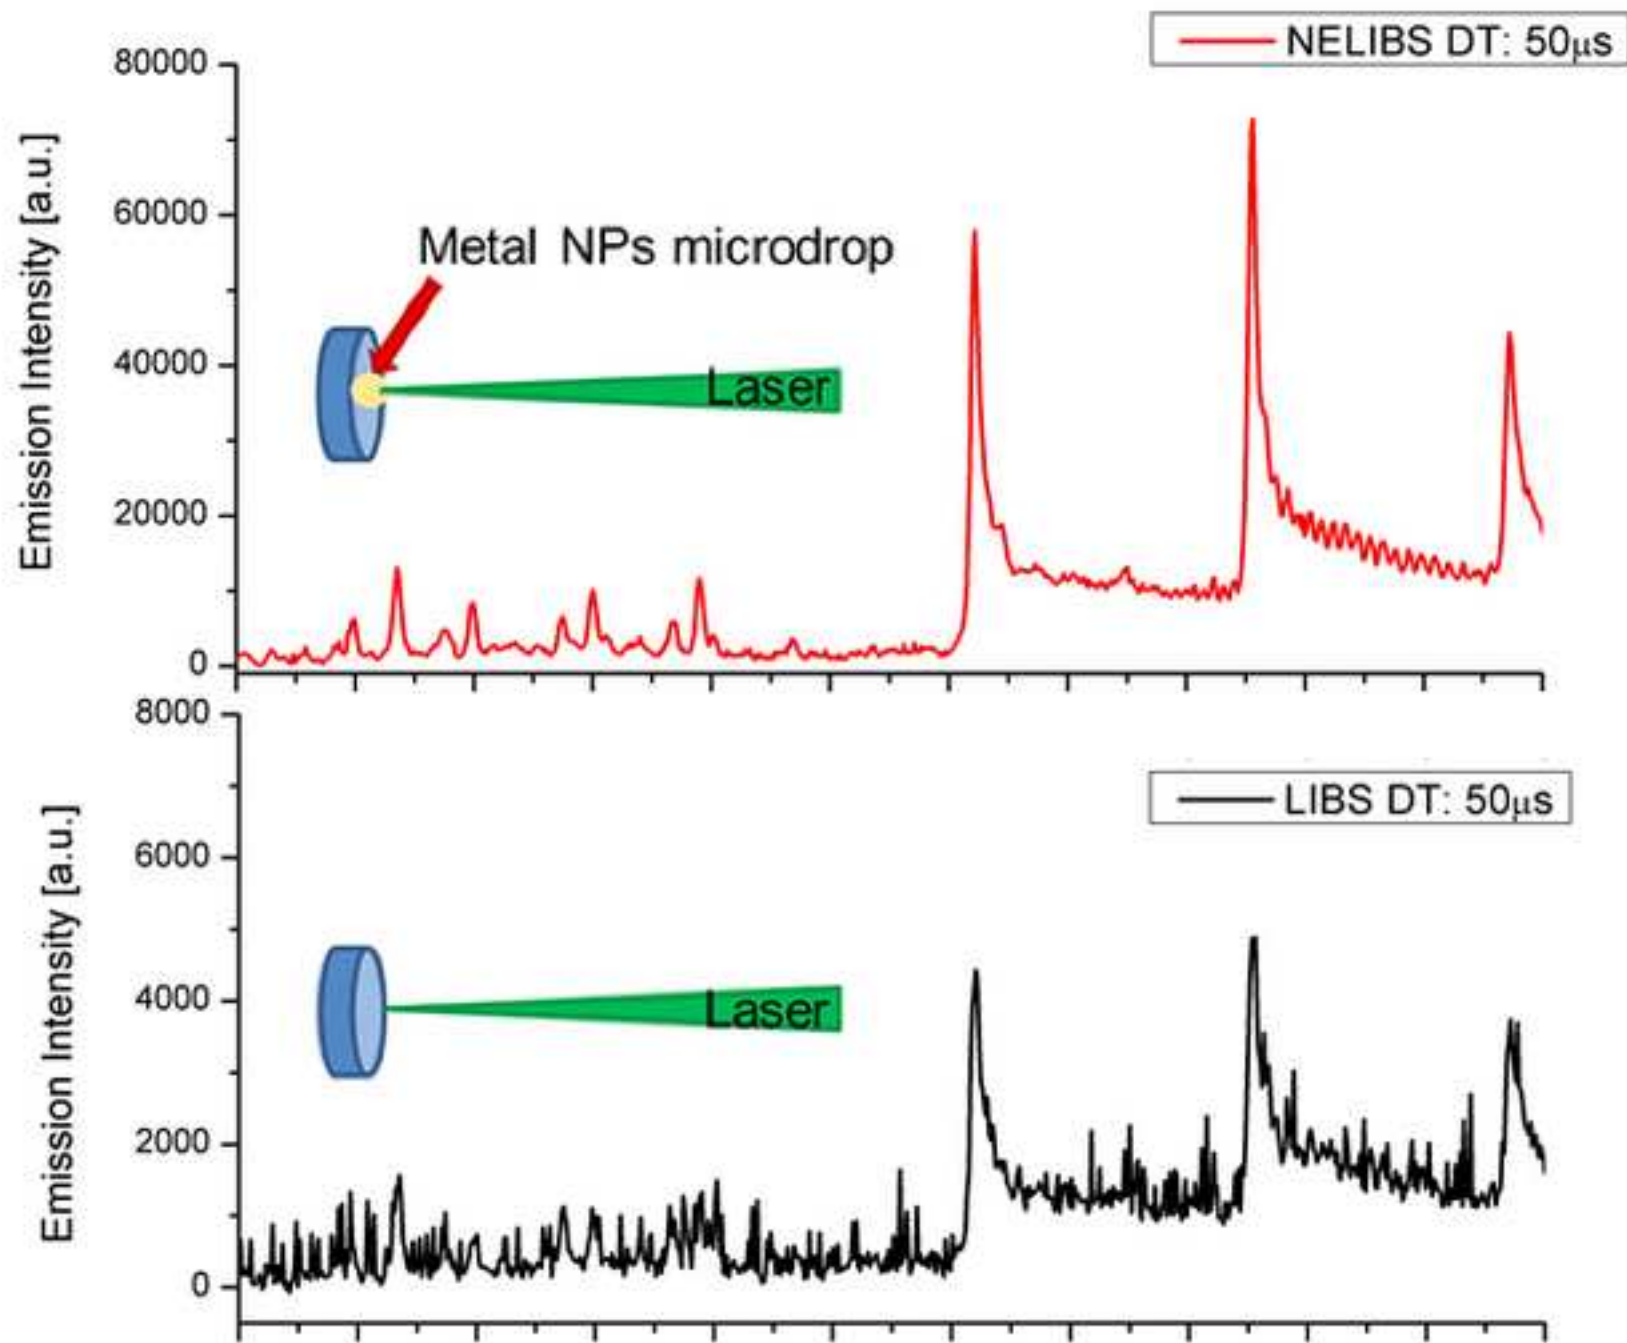 NELIBS DT: 50μs
80000
60000
40000
20000
0
Emission Intensity [a.u.]
Metal NPs microdrop
Laser
8000
6000
4000
2000
0
Emission Intensity [a.u.]
LIBS DT: 50μs
Laser